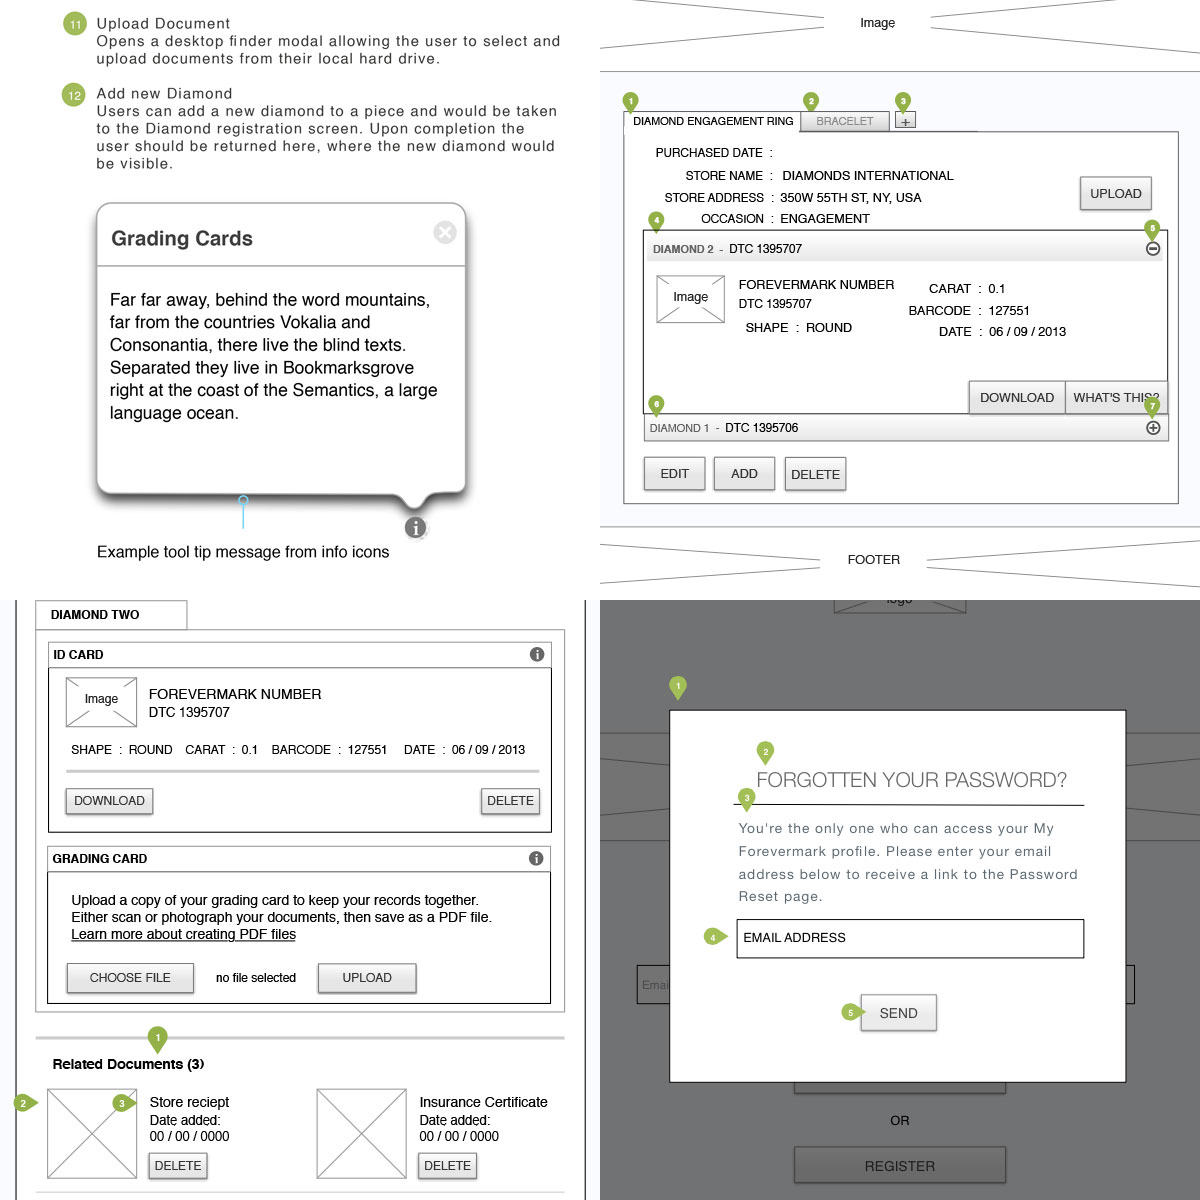 11 Upload Document
Opens a desktop finder modal allowing the user to select and
upload documents from their local hard drive.
12 Add new Diamond
Users can add a new diamond to a piece and would be taken
to the Diamond registration screen. Upon completion the
user should be returned here, where the new diamond would
be visible.
Grading Cards
Far far away, behind the word mountains,
far from the countries Vokalia and
Consonantia, there live the blind texts.
Separated they live in Bookmarksgrove
right at the coast of the Semantics, a large
language ocean.
i
Example tool tip message from info icons
Image
1 2 3
DIAMOND ENGAGEMENT RING BRACELET +
PURCHASED DATE :
STORE NAME : DIAMONDS INTERNATIONAL
STORE ADDRESS : 350W 55TH ST, NY, USA
UPLOAD
OCCASION : ENGAGEMENT
4 5
DIAMOND 2 - DTC 1395707
Image
FOREVERMARK NUMBER
DTC 1395707
SHAPE : ROUND
CARAT : 0.1
BARCODE : 127551
DATE : 06 / 09 / 2013
DOWNLOAD WHAT'S THIS?
6 7
DIAMOND 1 - DTC 1395706
EDIT ADD DELETE
FOOTER
DIAMOND TWO
ID CARD i
Image
FOREVERMARK NUMBER
DTC 1395707
SHAPE : ROUND CARAT : 0.1 BARCODE : 127551 DATE : 06 / 09 / 2013
DOWNLOAD DELETE
GRADING CARD i
Upload a copy of your grading card to keep your records together.
Either scan or photograph your documents, then save as a PDF file.
Learn more about creating PDF files
CHOOSE FILE no file selected UPLOAD
1
Related Documents (3)
2 3
Store reciept
Date added:
00 / 00 / 0000
DELETE
Insurance Certificate
Date added:
00 / 00 / 0000
DELETE
logo
1
2
FORGOTTEN YOUR PASSWORD?
3
You're the only one who can access your My
Forevermark profile. Please enter your email
address below to receive a link to the Password
Reset page.
4 EMAIL ADDRESS
Emai
5 SEND
OR
REGISTER